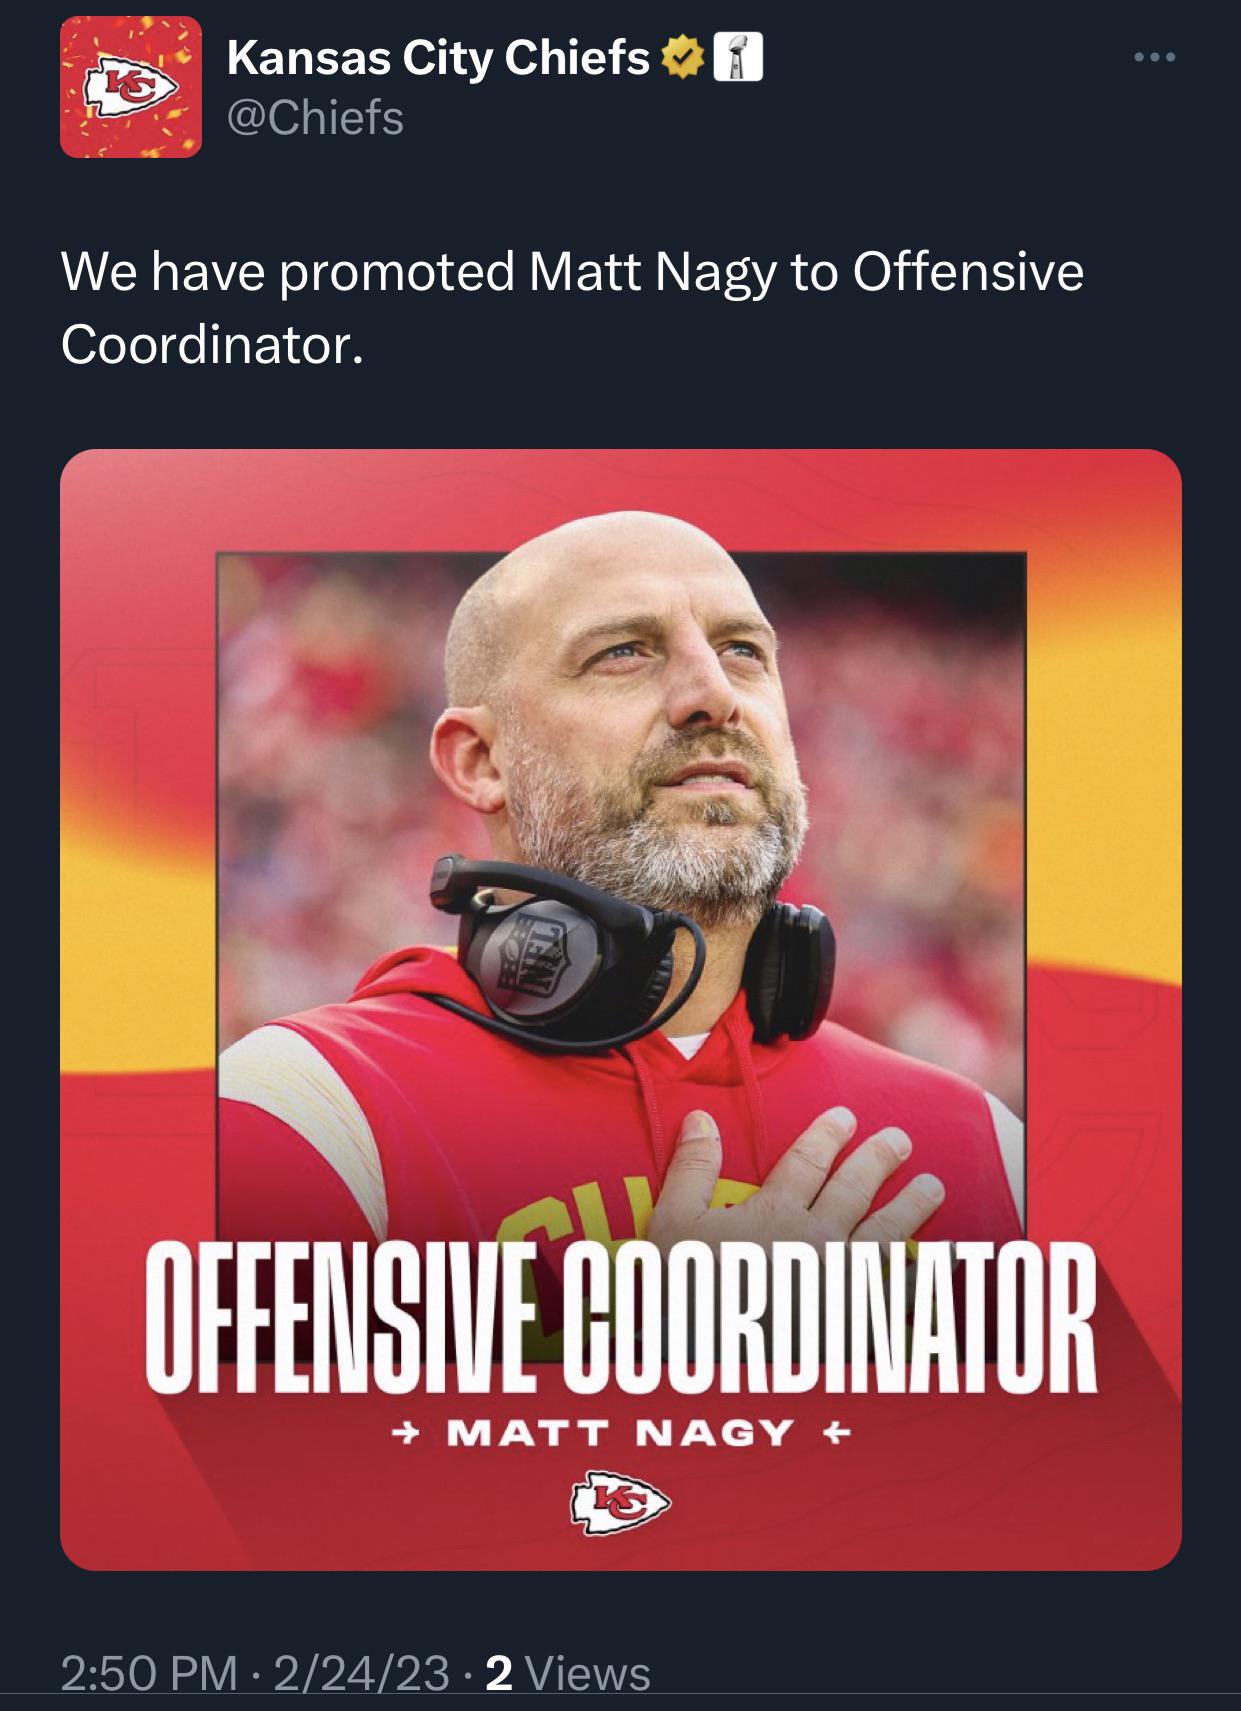 Kansas City Chiefs
@Chiefs
We have promoted Matt Nagy to Offensive
Coordinator.
KC
NFL
CH
OFFENSIVE COORDINATOR
→ MATT NAGY ←
KC
2:50 PM · 2/24/23 · 2 Views